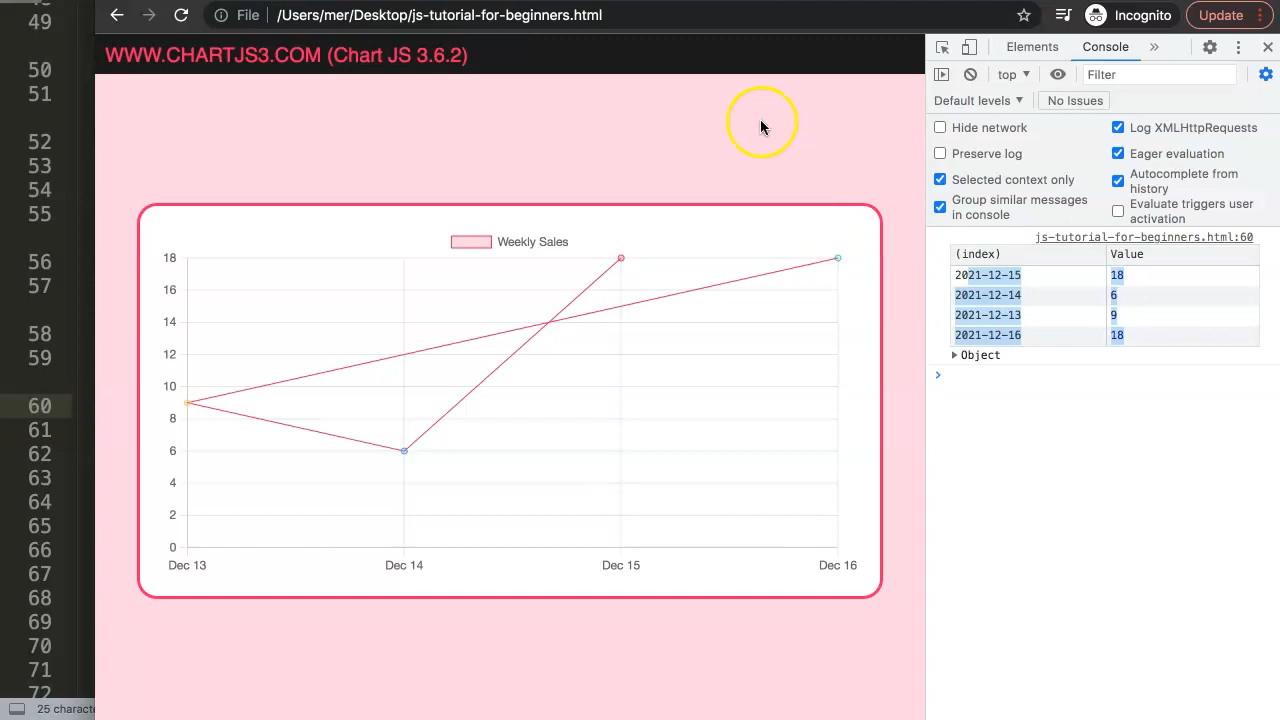 49
50
51
52
53
54
55
56
57
58
59
60
61
62
63
64
65
66
67
68
69
70
71
72
25 characte
File
/Users/mer/Desktop/js-tutorial-for-beginners.html
Incognito
Update
WWW.CHARTJS3.COM (Chart JS 3.6.2)
Weekly Sales
18
16
14
12
10
8
6
4
2
0
Dec 13 Dec 14 Dec 15 Dec 16
Elements Console »
top ▼ Filter
Default levels ▼ No Issues
Hide network Log XMLHttpRequests
Preserve log Eager evaluation
Selected context only Autocomplete from
history
Group similar messages Evaluate triggers user
in console activation
js-tutorial-for-beginners.html:60
(index) Value
2021-12-15 18
2021-12-14 6
2021-12-13 9
2021-12-16 18
Object